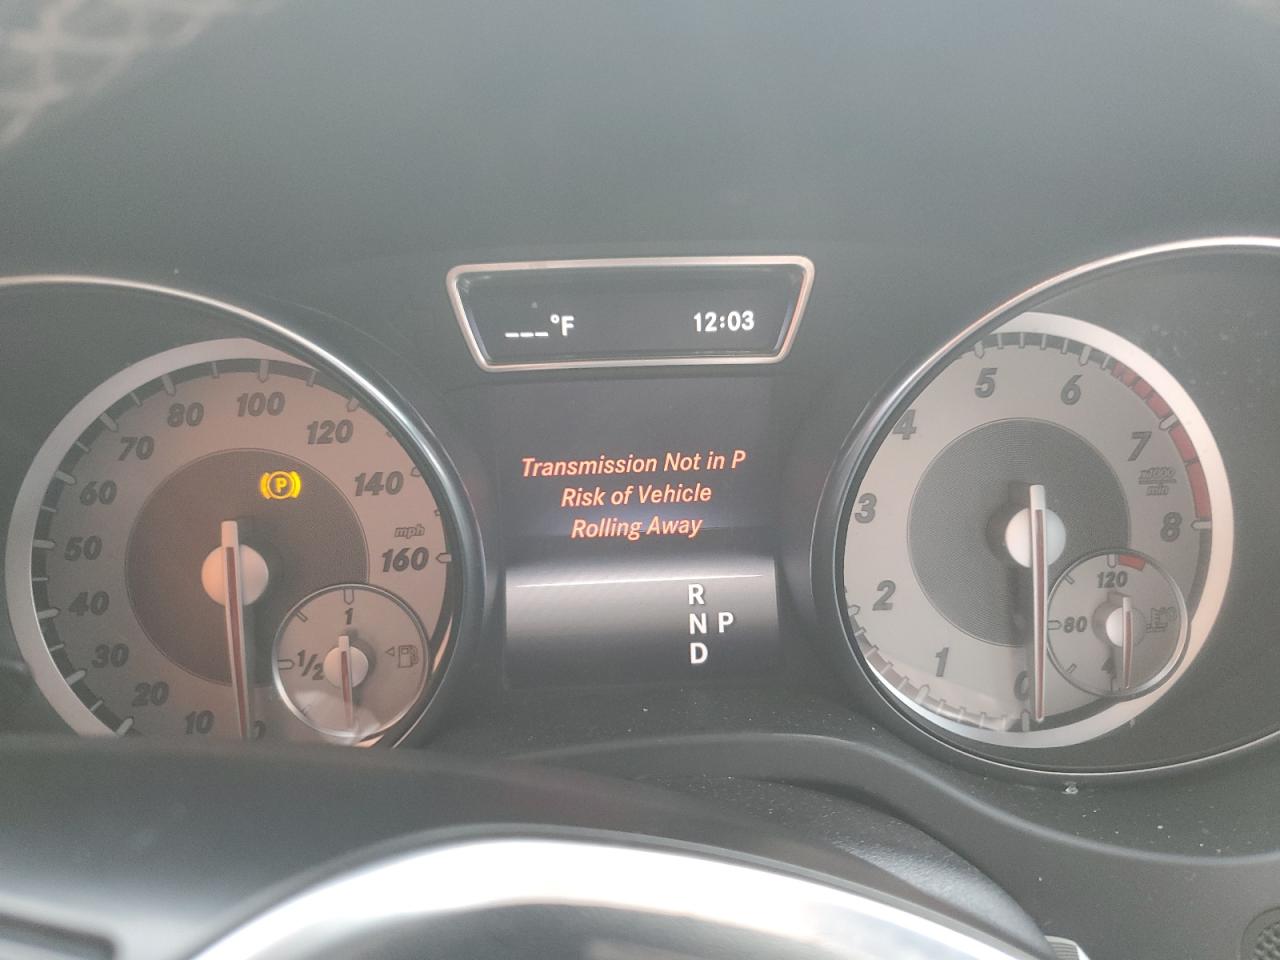 ___°F 12:03
Transmission Not in P
Risk of Vehicle
Rolling Away
R
N P
D
10
20
30
40
50
60
70
80
100
120
140
160
mph
P
1
1/2
0
1
2
3
4
5
6
7
8
x1000
min
120
80